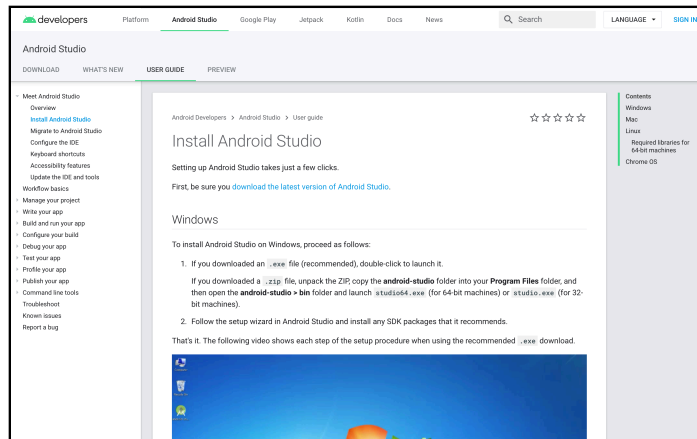 developers
Platform
Android Studio
Google Play
Jetpack
Kotlin
Docs
News
Search
LANGUAGE
SIGN IN
Android Studio
DOWNLOAD
WHAT'S NEW
USER GUIDE
PREVIEW
Meet Android Studio
Overview
Install Android Studio
Migrate to Android Studio
Configure the IDE
Keyboard shortcuts
Accessibility features
Update the IDE and tools
Workflow basics
Manage your project
Write your app
Build and run your app
Configure your build
Debug your app
Test your app
Profile your app
Publish your app
Command line tools
Troubleshoot
Known issues
Report a bug
Android Developers > Android Studio > User guide
Install Android Studio
Setting up Android Studio takes just a few clicks.
First, be sure you download the latest version of Android Studio.
Windows
To install Android Studio on Windows, proceed as follows:
1. If you downloaded an .exe file (recommended), double-click to launch it.
If you downloaded a .zip file, unpack the ZIP, copy the android-studio folder into your Program Files folder, and
then open the android-studio > bin folder and launch studio64.exe (for 64-bit machines) or studio.exe (for 32-
bit machines).
2. Follow the setup wizard in Android Studio and install any SDK packages that it recommends.
That's it. The following video shows each step of the setup procedure when using the recommended .exe download.
Contents
Windows
Mac
Linux
Required libraries for
64-bit machines
Chrome OS